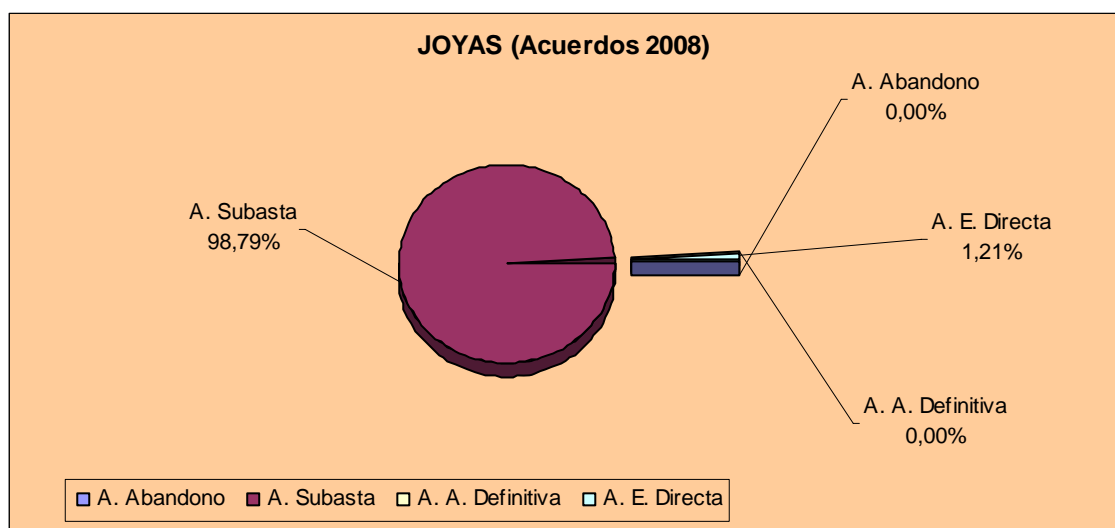 JOYAS (Acuerdos 2008)
A. Abandono
0,00%
A. Subasta
98,79%
A. E. Directa
1,21%
A. A. Definitiva
0,00%
A. Abandono A. Subasta A. A. Definitiva A. E. Directa